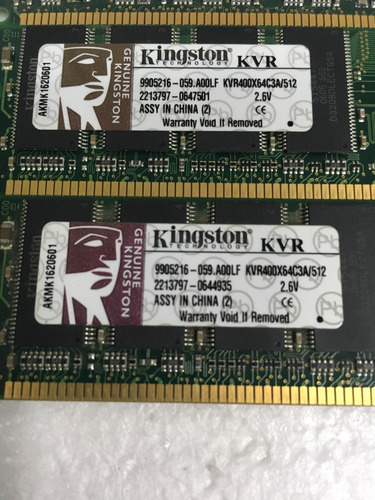 AKMK1620601
GENUINE
KINGSTON
Kingston KVR
TECHNOLOGY
9905216-059.A00LF KVR400X64C3A/512
2213797-0647501 2.6V
ASSY IN CHINA (2) CE
Warranty Void If Removed
AKMK1620601
GENUINE
KINGSTON
Kingston KVR
TECHNOLOGY
9905216-059.A00LF KVR400X64C3A/512
2213797-0644935 2.6V
ASSY IN CHINA (2) CE
Warranty Void If Removed